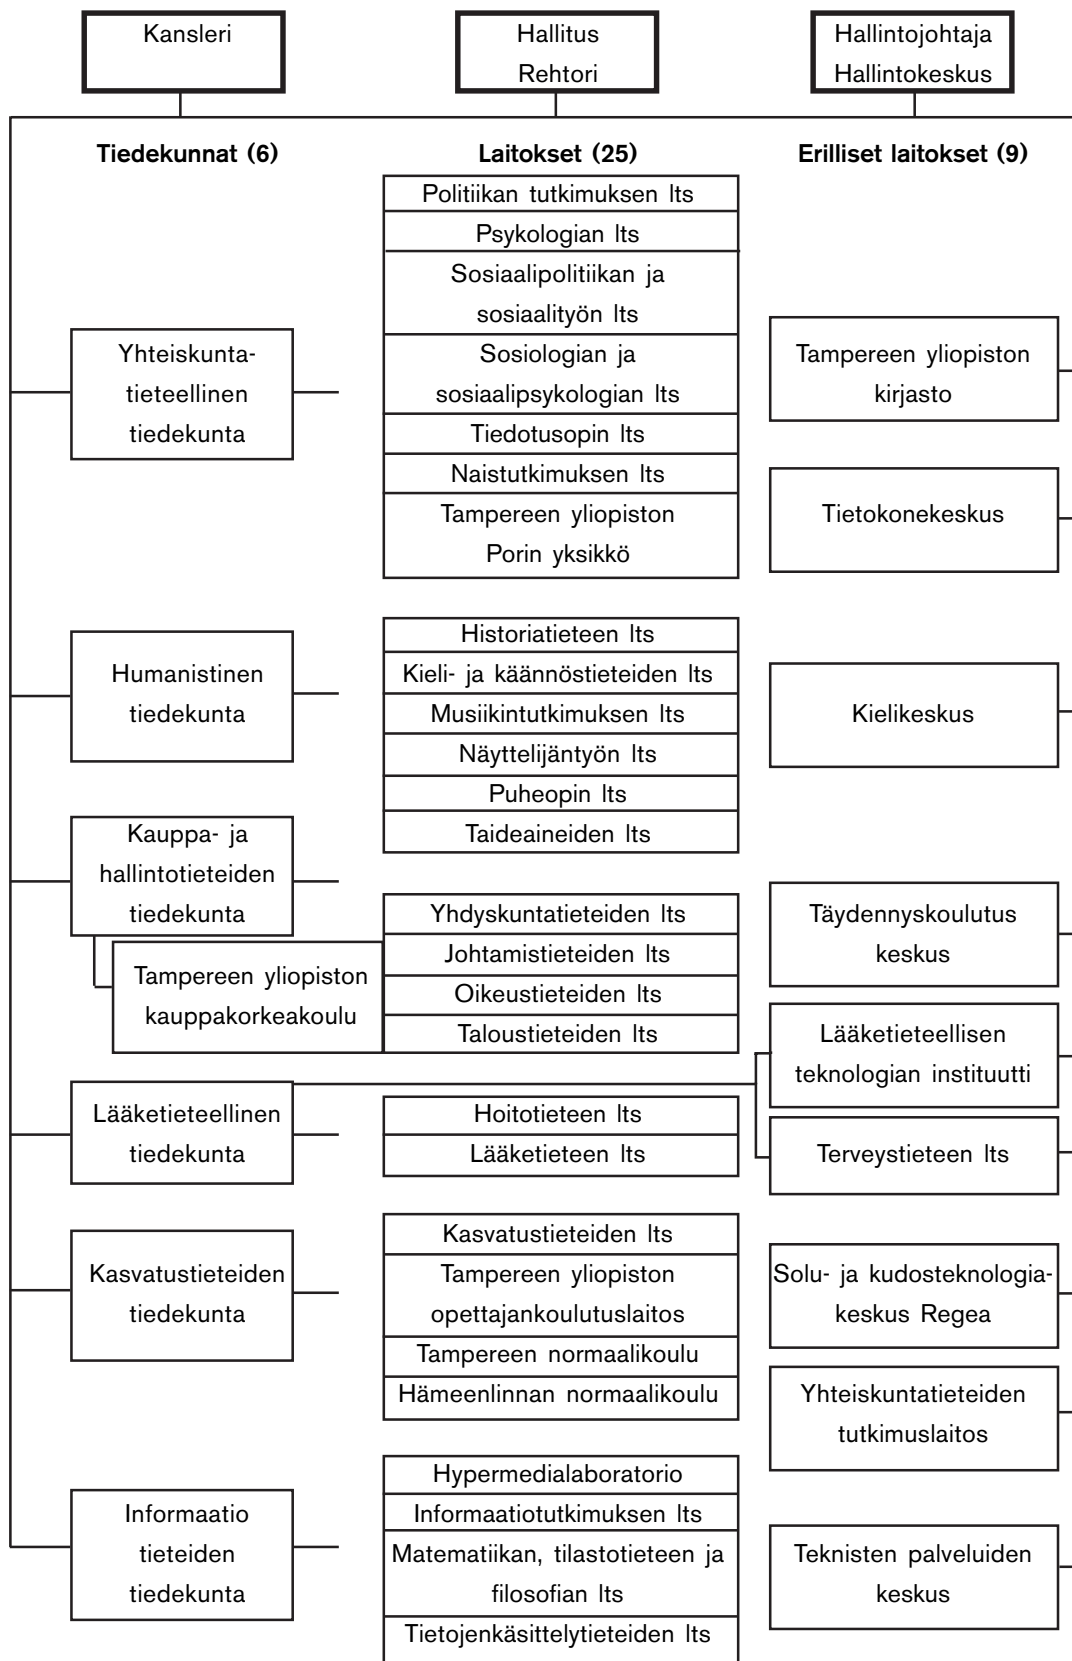 Kansleri
Hallitus
Rehtori
Hallintojohtaja
Hallintokeskus
Tiedekunnat (6)
Laitokset (25)
Erilliset laitokset (9)
Yhteiskunta-
tieteellinen
tiedekunta
Politiikan tutkimuksen lts
Psykologian lts
Sosiaalipolitiikan ja
sosiaalityön lts
Sosiologian ja
sosiaalipsykologian lts
Tiedotusopin lts
Naistutkimuksen lts
Tampereen yliopiston
Porin yksikkö
Tampereen yliopiston
kirjasto
Tietokonekeskus
Humanistinen
tiedekunta
Historiatieteen lts
Kieli- ja käännöstieteiden lts
Musiikintutkimuksen lts
Näyttelijäntyön lts
Puheopin lts
Taideaineiden lts
Kielikeskus
Kauppa- ja
hallintotieteiden
tiedekunta
Tampereen yliopiston
kauppakorkeakoulu
Yhdyskuntatieteiden lts
Johtamistieteiden lts
Oikeustieteiden lts
Taloustieteiden lts
Täydennyskoulutus
keskus
Lääketieteellisen
teknologian instituutti
Lääketieteellinen
tiedekunta
Hoitotieteen lts
Lääketieteen lts
Terveystieteen lts
Kasvatustieteiden
tiedekunta
Kasvatustieteiden lts
Tampereen yliopiston
opettajankoulutuslaitos
Tampereen normaalikoulu
Hämeenlinnan normaalikoulu
Solu- ja kudosteknologia-
keskus Regea
Yhteiskuntatieteiden
tutkimuslaitos
Informaatio
tieteiden
tiedekunta
Hypermedialaboratorio
Informaatiotutkimuksen lts
Matematiikan, tilastotieteen ja
filosofian lts
Tietojenkäsittelytieteiden lts
Teknisten palveluiden
keskus